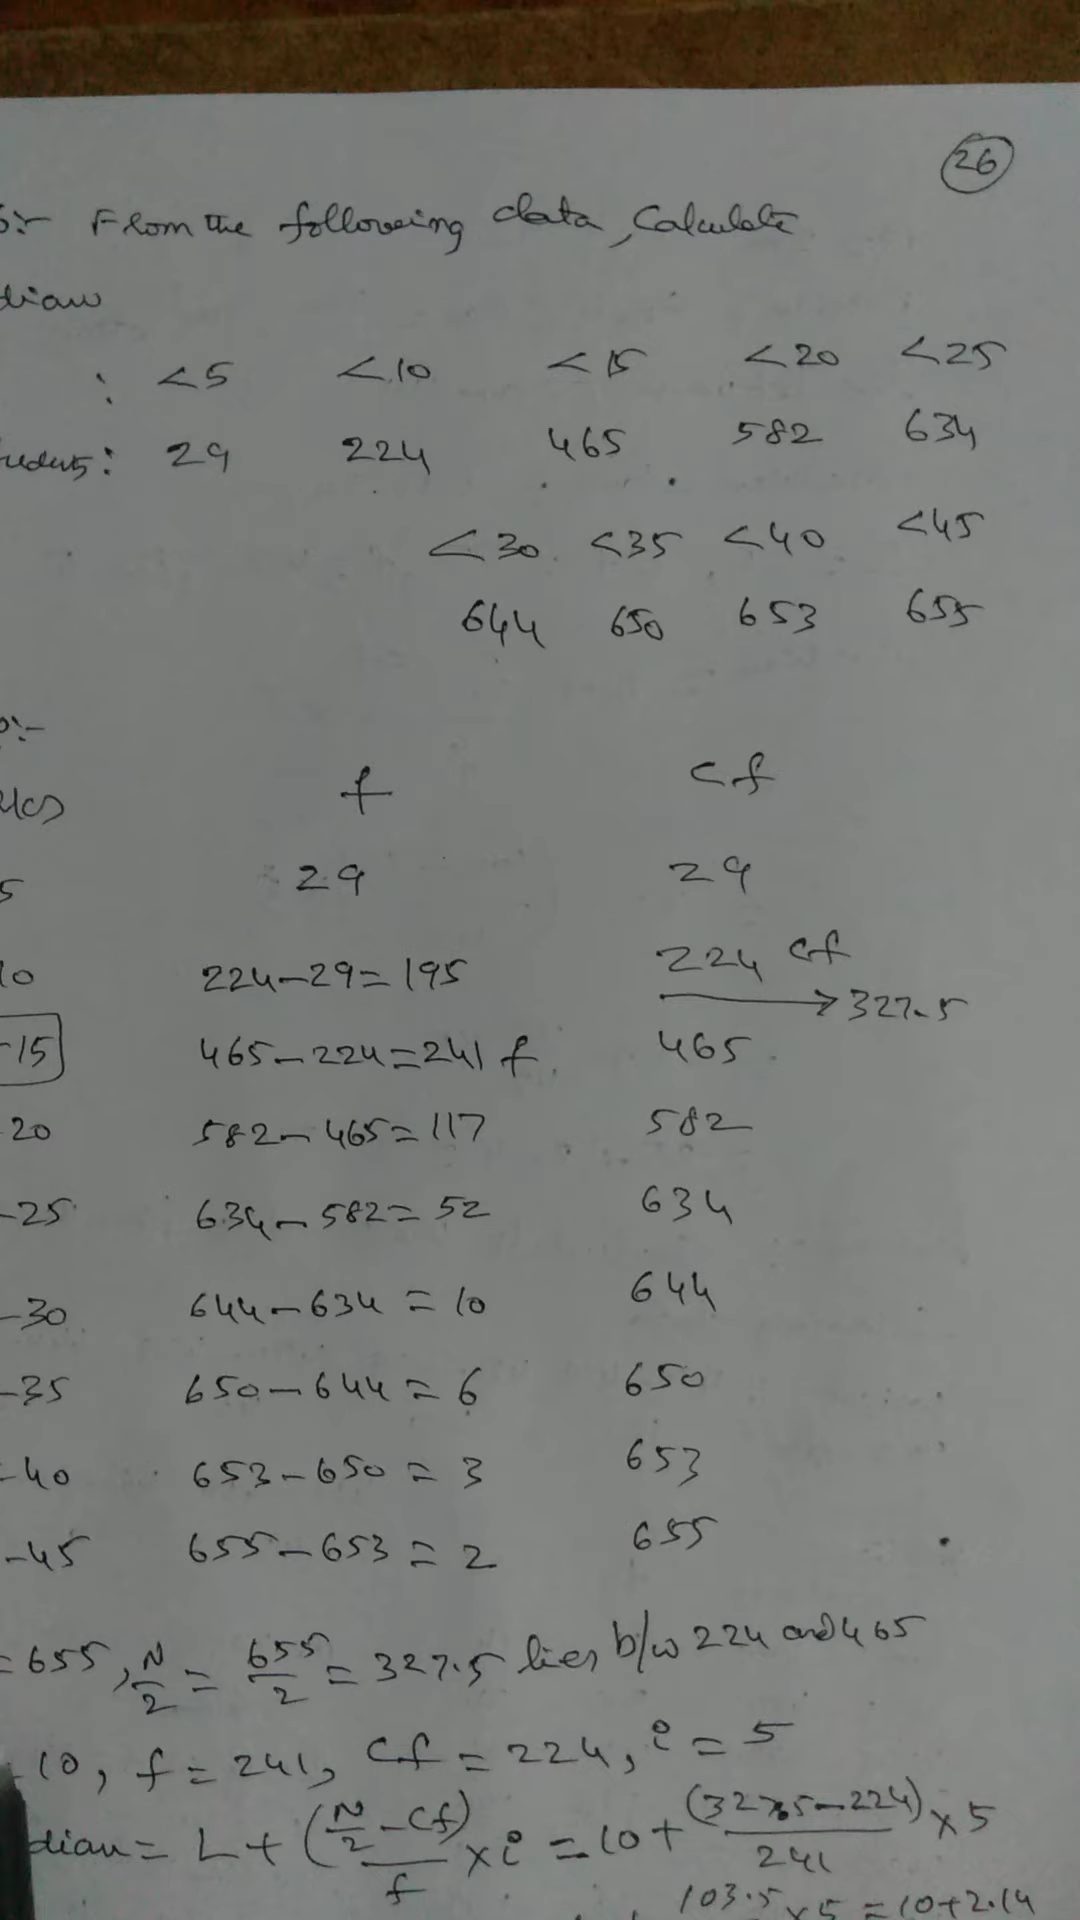 26
:- From the following data, Calculate
dian
: <5 <10 <15 <20 <25
: 29 224 465 582 634
<30 <35 <40 <45
644 650 653 655
:-
f cf
5 29 29
10 224-29=195 224 cf
→ 327.5
-15 465-224=241 f 465
20 582-465=117 582
-25 634-582=52 634
-30 644-634=10 644
-35 650-644=6 650
-40 653-650=3 653
-45 655-653=2 655
=655, N/2 = 655/2 = 327.5 lies b/w 224 and 465
10, f=241, cf=224, i=5
dian = L + (N/2 - cf)/f × i = 10 + (327.5-224)/241 × 5
103.5 ×5 = 10+2.14